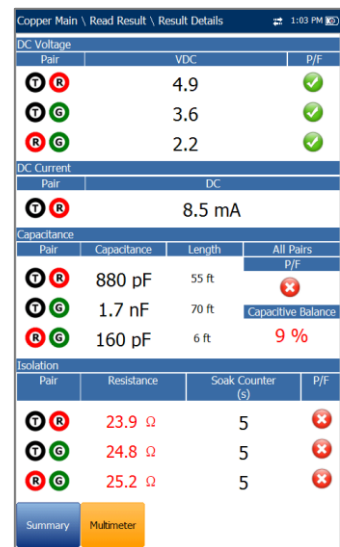 Copper Main \ Read Result \ Result Details 1:03 PM
DC Voltage
Pair VDC P/F
T R 4.9
T G 3.6
R G 2.2
DC Current
Pair DC
T R 8.5 mA
Capacitance
Pair Capacitance Length All Pairs
P/F
T R 880 pF 55 ft
T G 1.7 nF 70 ft Capacitive Balance
R G 160 pF 6 ft 9 %
Isolation
Pair Resistance Soak Counter (s) P/F
T R 23.9 Ω 5
T G 24.8 Ω 5
R G 25.2 Ω 5
Summary Multimeter